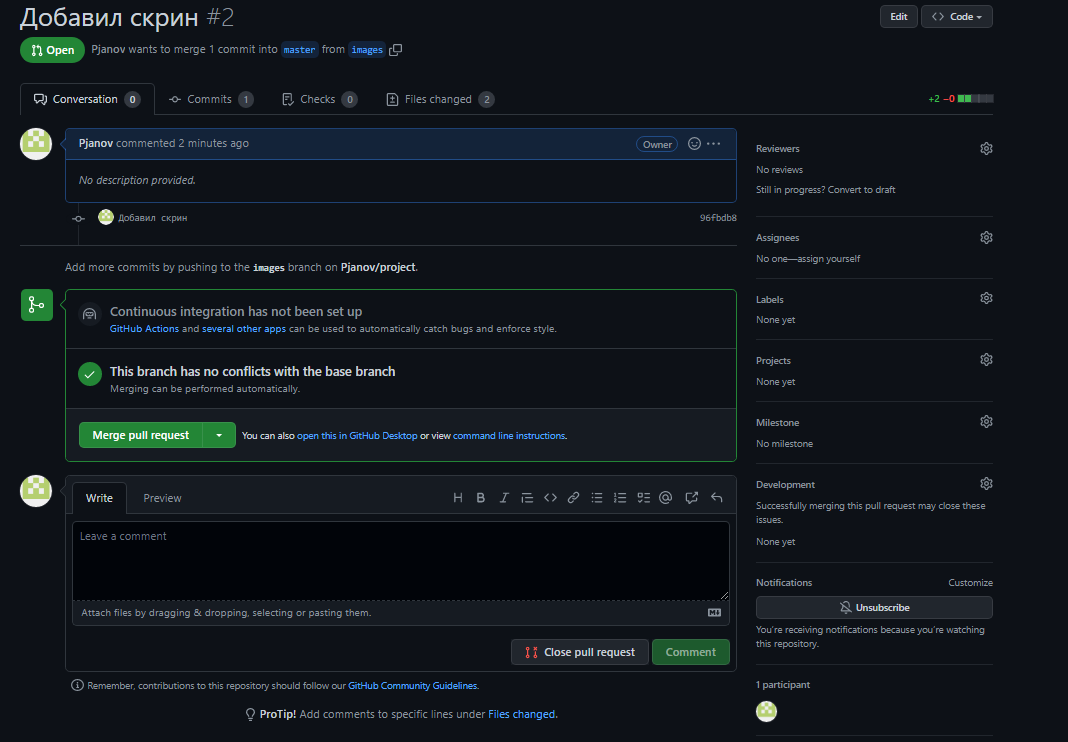 Добавил скрин #2
Edit
Code
Open
Pjanov wants to merge 1 commit into master from images
Conversation 0
Commits 1
Checks 0
Files changed 2
+2 −0
Pjanov commented 2 minutes ago
Owner
No description provided.
Добавил скрин
96fbdb8
Add more commits by pushing to the images branch on Pjanov/project.
Continuous integration has not been set up
GitHub Actions and several other apps can be used to automatically catch bugs and enforce style.
This branch has no conflicts with the base branch
Merging can be performed automatically.
Merge pull request
You can also open this in GitHub Desktop or view command line instructions.
Write
Preview
Leave a comment
Attach files by dragging & dropping, selecting or pasting them.
Close pull request
Comment
Remember, contributions to this repository should follow our GitHub Community Guidelines.
ProTip! Add comments to specific lines under Files changed.
Reviewers
No reviews
Still in progress? Convert to draft
Assignees
No one—assign yourself
Labels
None yet
Projects
None yet
Milestone
No milestone
Development
Successfully merging this pull request may close these
issues.
None yet
Notifications
Customize
Unsubscribe
You're receiving notifications because you're watching
this repository.
1 participant